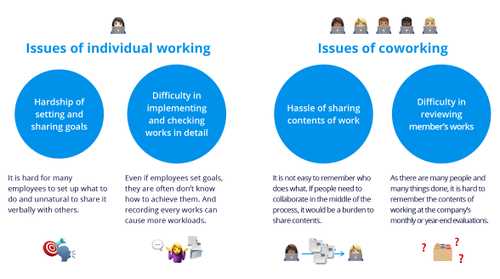 Issues of individual working
Issues of coworking
Hardship of
setting and
sharing goals
Difficulty in
implementing
and checking
works in detail
Hassle of sharing
contents of work
Difficulty in
reviewing
member's works
It is hard for many
employees to set up what to
do and unnatural to share it
verbally with others.
Even if employees set goals,
they are often don't know
how to achieve them. And
recording every works can
cause more workloads.
It is not easy to remember who
does what. If people need to
collaborate in the middle of the
process, it would be a burden to
share contents.
As there are many people and
many things done, it is hard to
remember the contents of
working at the company's
monthly or year-end evaluations.
?
?
?